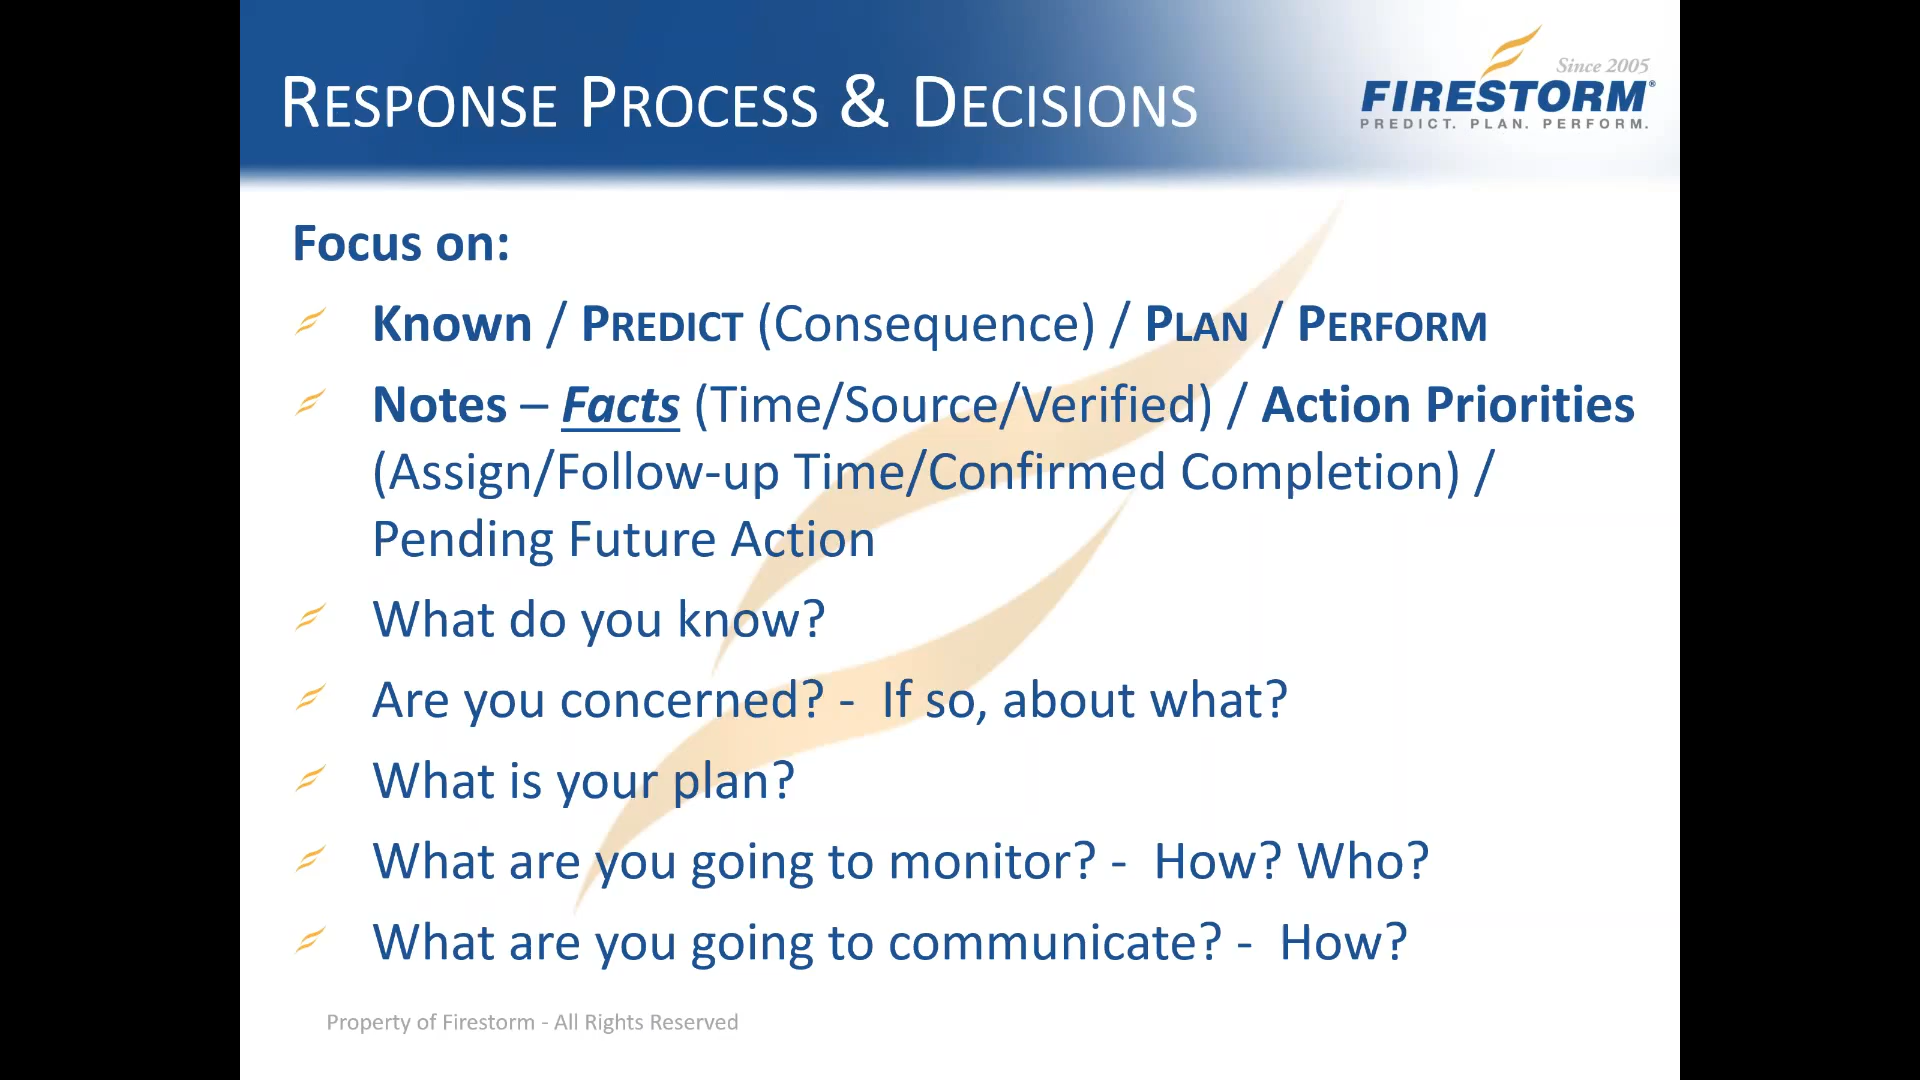 RESPONSE PROCESS & DECISIONS
Since 2005
FIRESTORM®
PREDICT. PLAN. PERFORM.
Focus on:
Known / PREDICT (Consequence) / PLAN / PERFORM
Notes – Facts (Time/Source/Verified) / Action Priorities
(Assign/Follow-up Time/Confirmed Completion) /
Pending Future Action
What do you know?
Are you concerned? - If so, about what?
What is your plan?
What are you going to monitor? - How? Who?
What are you going to communicate? - How?
Property of Firestorm - All Rights Reserved